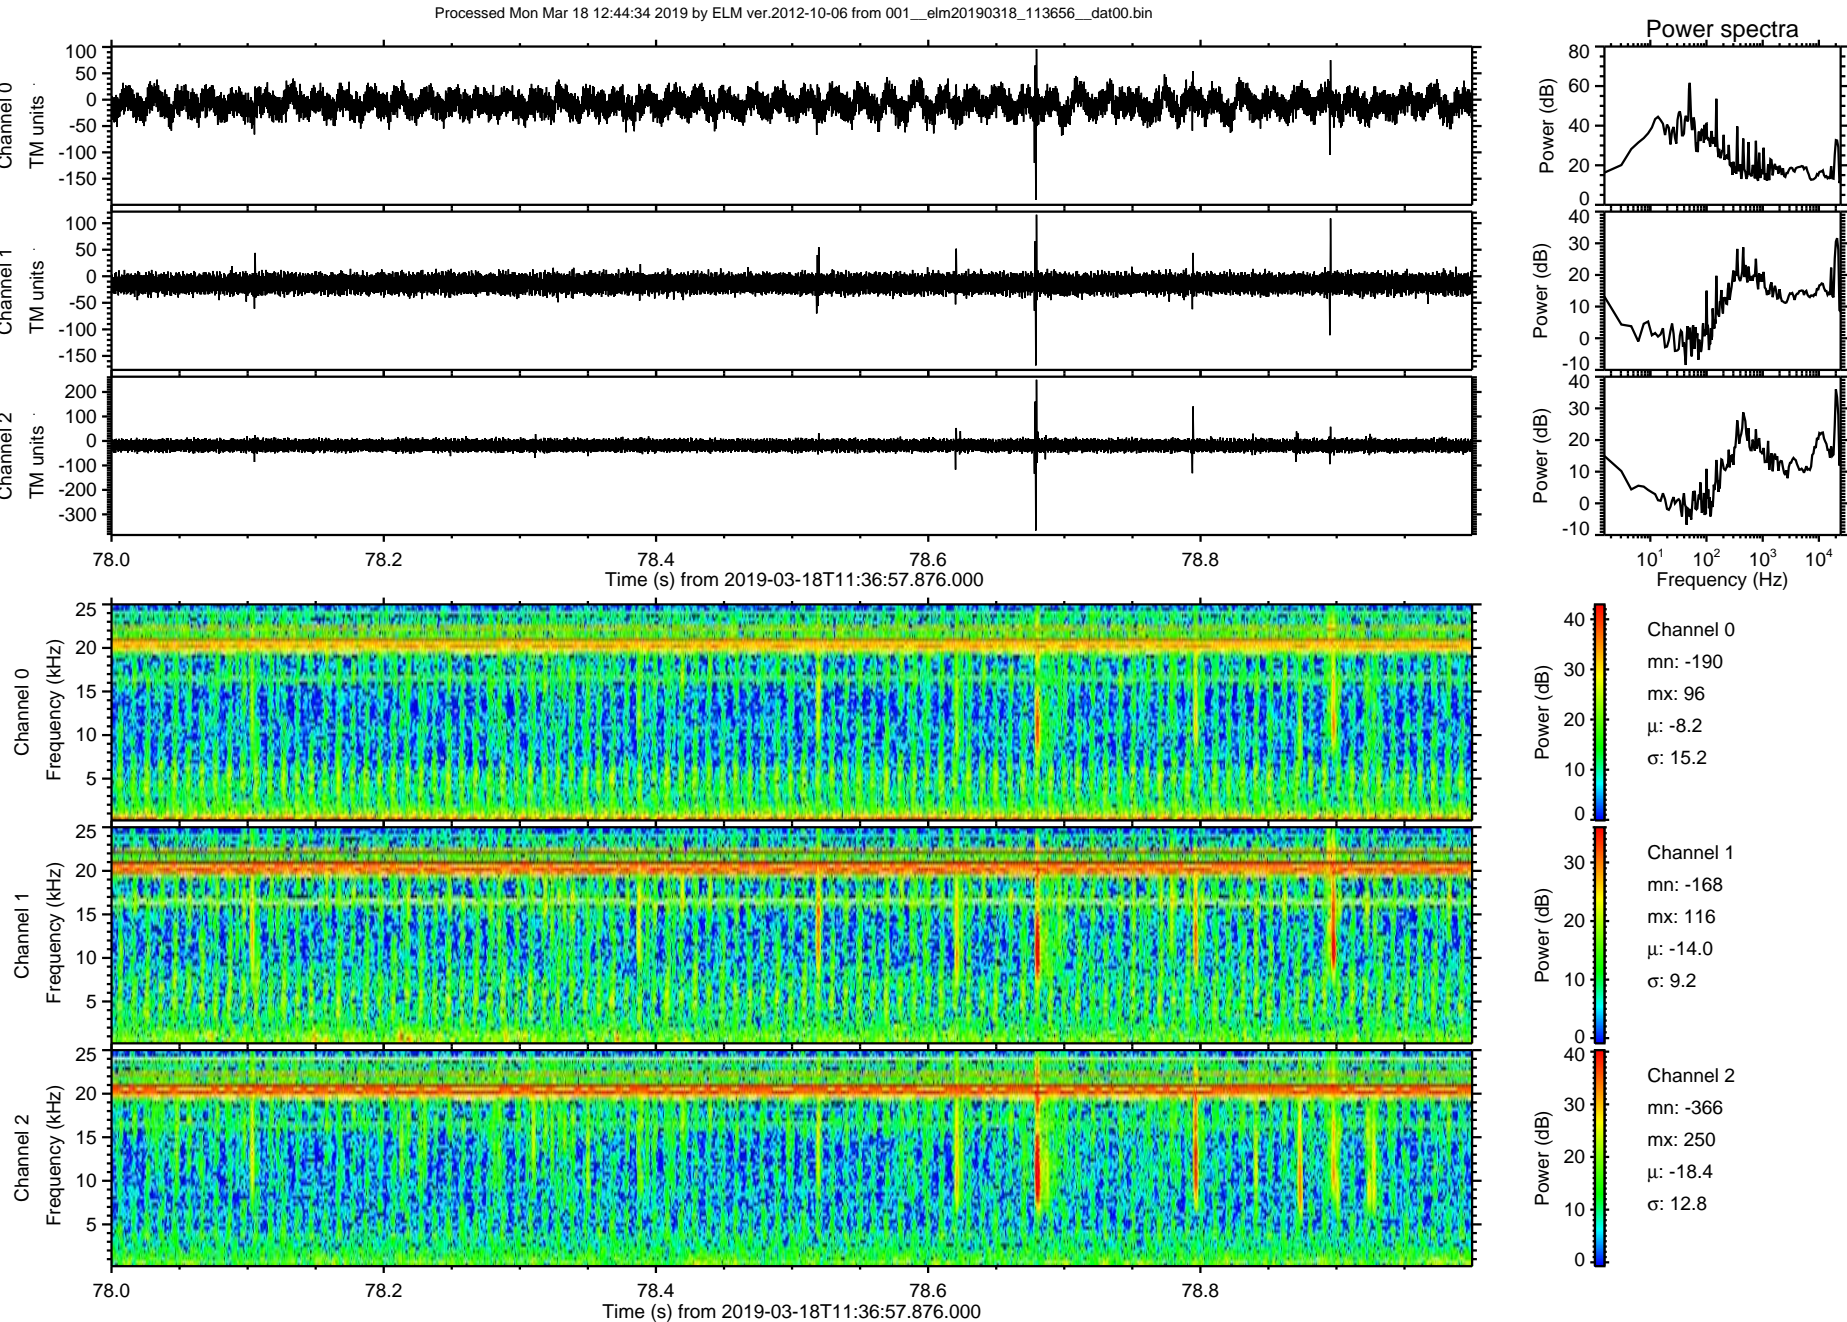 Processed Mon Mar 18 12:44:34 2019 by ELM ver.2012-10-06 from 001__elm20190318_113656__dat00.bin
Power spectra
Channel 0
TM units
100
50
0
-50
-100
-150
Power (dB)
80
60
40
20
0
Channel 1
TM units
100
50
0
-50
-100
-150
Power (dB)
40
30
20
10
0
-10
Channel 2
TM units
200
100
0
-100
-200
-300
Power (dB)
40
30
20
10
0
-10
78.0 78.2 78.4 78.6 78.8
Time (s) from 2019-03-18T11:36:57.876.000
10^1 10^2 10^3 10^4
Frequency (Hz)
Channel 0
Frequency (kHz)
25
20
15
10
5
Power (dB)
40
30
20
10
0
Channel 0
mn: -190
mx: 96
μ: -8.2
σ: 15.2
Channel 1
Frequency (kHz)
25
20
15
10
5
Power (dB)
30
20
10
0
Channel 1
mn: -168
mx: 116
μ: -14.0
σ: 9.2
Channel 2
Frequency (kHz)
25
20
15
10
5
Power (dB)
40
30
20
10
0
Channel 2
mn: -366
mx: 250
μ: -18.4
σ: 12.8
78.0 78.2 78.4 78.6 78.8
Time (s) from 2019-03-18T11:36:57.876.000